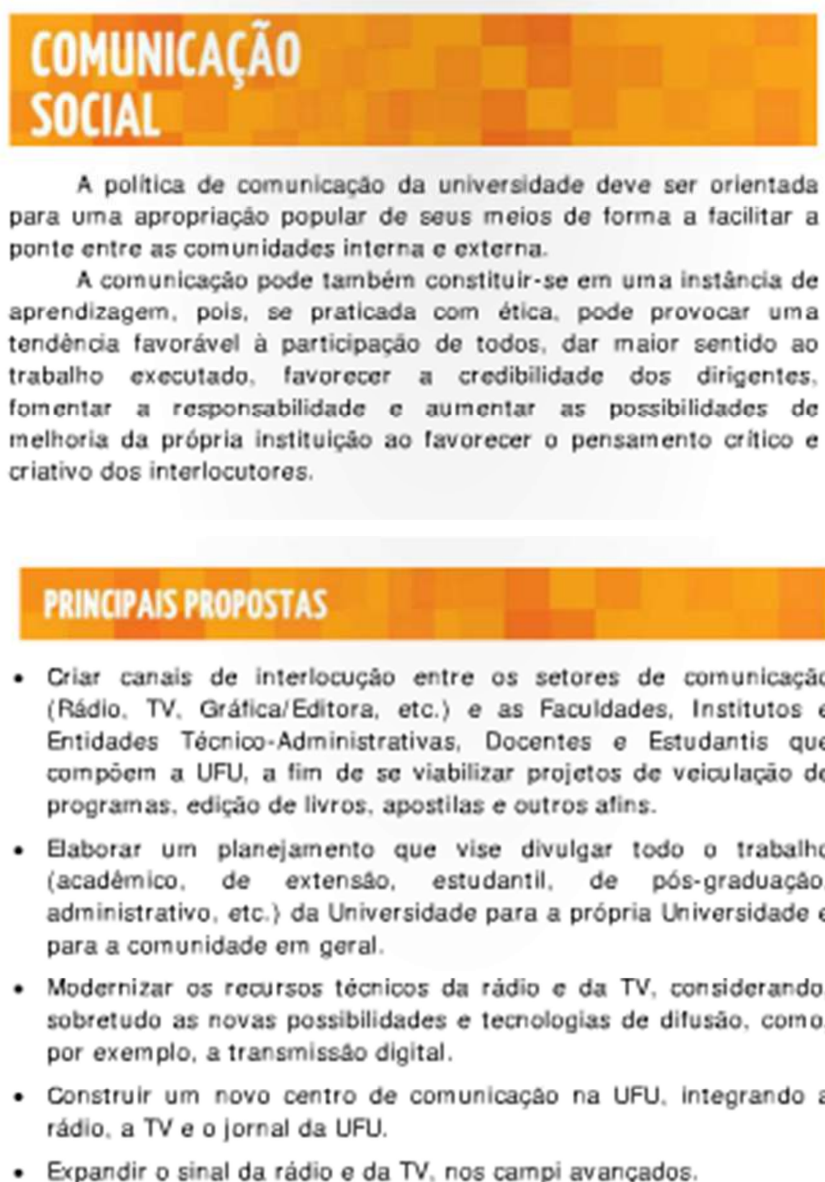 COMUNICAÇÃO
SOCIAL
A política de comunicação da universidade deve ser orientada
para uma apropriação popular de seus meios de forma a facilitar a
ponte entre as comunidades interna e externa.
A comunicação pode também constituir-se em uma instância de
aprendizagem, pois, se praticada com ética, pode provocar uma
tendência favorável à participação de todos, dar maior sentido ao
trabalho executado, favorecer a credibilidade dos dirigentes,
fomentar a responsabilidade e aumentar as possibilidades de
melhoria da própria instituição ao favorecer o pensamento crítico e
criativo dos interlocutores.
PRINCIPAIS PROPOSTAS
• Criar canais de interlocução entre os setores de comunicação
(Rádio, TV, Gráfica/Editora, etc.) e as Faculdades, Institutos e
Entidades Técnico-Administrativas, Docentes e Estudantis que
compõem a UFU, a fim de se viabilizar projetos de veiculação de
programas, edição de livros, apostilas e outros afins.
• Elaborar um planejamento que vise divulgar todo o trabalho
(acadêmico, de extensão, estudantil, de pós-graduação,
administrativo, etc.) da Universidade para a própria Universidade e
para a comunidade em geral.
• Modernizar os recursos técnicos da rádio e da TV, considerando,
sobretudo as novas possibilidades e tecnologias de difusão, como,
por exemplo, a transmissão digital.
• Construir um novo centro de comunicação na UFU, integrando a
rádio, a TV e o jornal da UFU.
• Expandir o sinal da rádio e da TV, nos campi avançados.